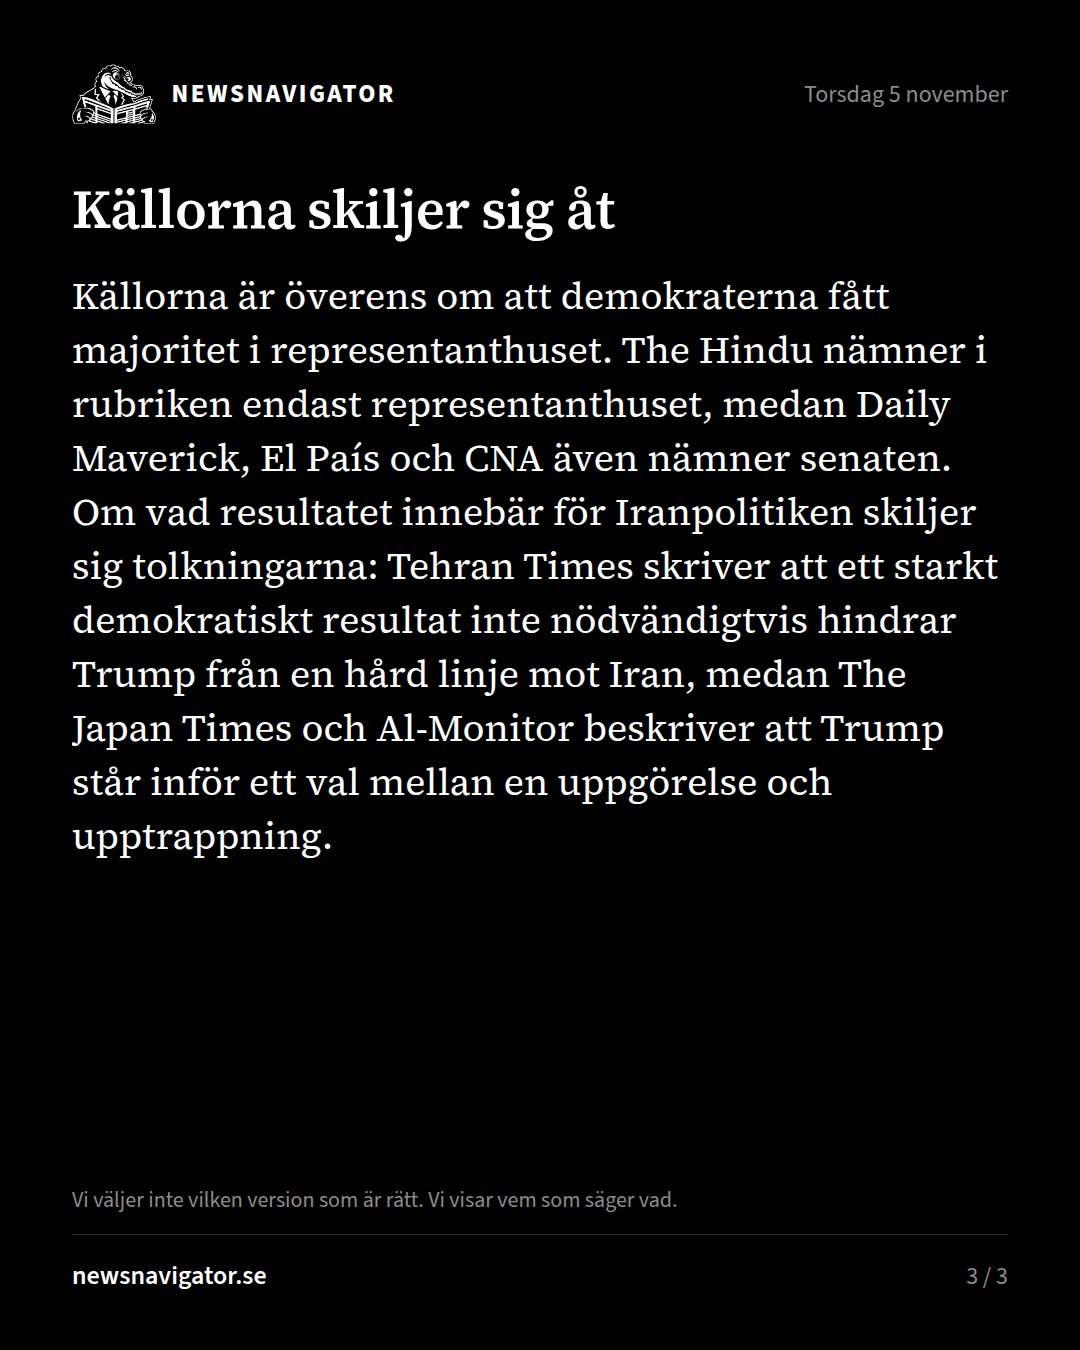 NEWSNAVIGATOR
Torsdag 5 november
Källorna skiljer sig åt
Källorna är överens om att demokraterna fått
majoritet i representanthuset. The Hindu nämner i
rubriken endast representanthuset, medan Daily
Maverick, El País och CNA även nämner senaten.
Om vad resultatet innebär för Iranpolitiken skiljer
sig tolkningarna: Tehran Times skriver att ett starkt
demokratiskt resultat inte nödvändigtvis hindrar
Trump från en hård linje mot Iran, medan The
Japan Times och Al-Monitor beskriver att Trump
står inför ett val mellan en uppgörelse och
upptrappning.
Vi väljer inte vilken version som är rätt. Vi visar vem som säger vad.
newsnavigator.se
3 / 3